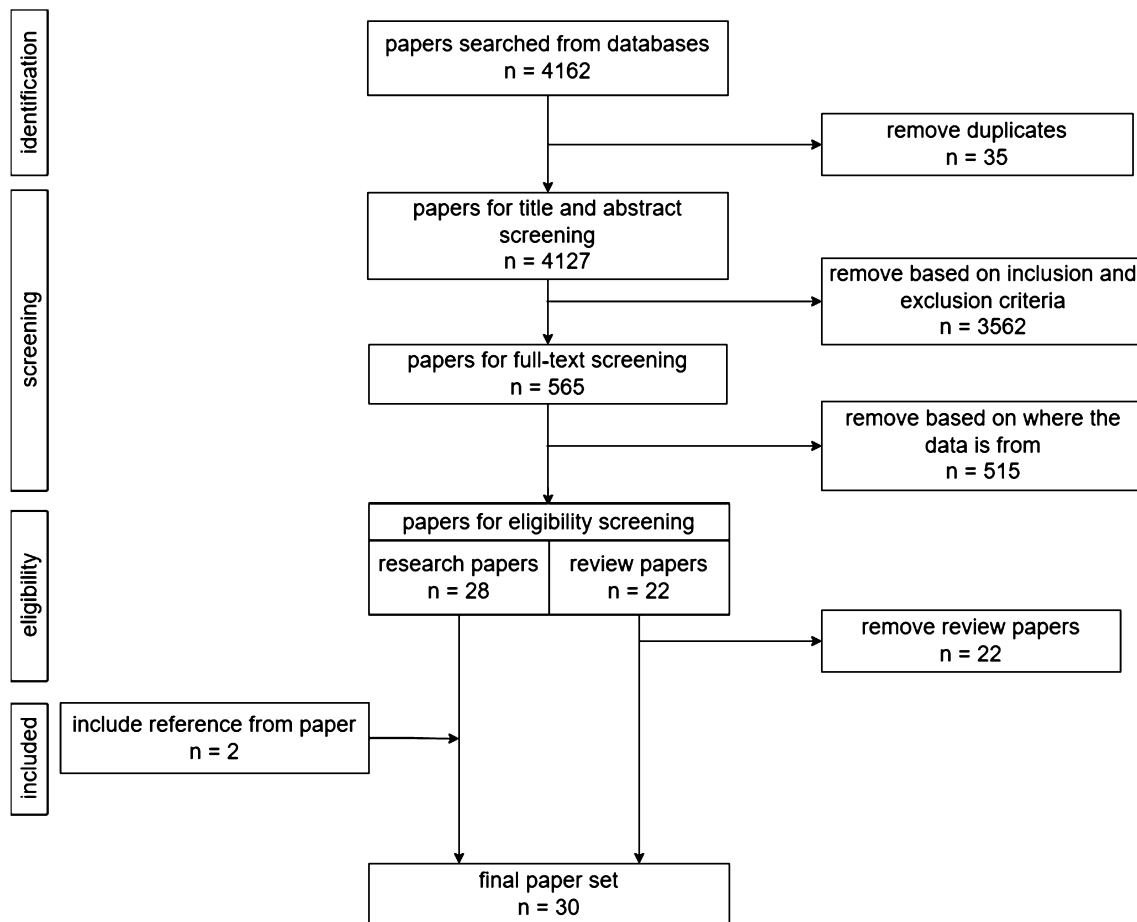 identification
papers searched from databases
n = 4162
remove duplicates
n = 35
screening
papers for title and abstract
screening
n = 4127
remove based on inclusion and
exclusion criteria
n = 3562
papers for full-text screening
n = 565
remove based on where the
data is from
n = 515
eligibility
papers for eligibility screening
research papers
n = 28
review papers
n = 22
remove review papers
n = 22
included
include reference from paper
n = 2
final paper set
n = 30